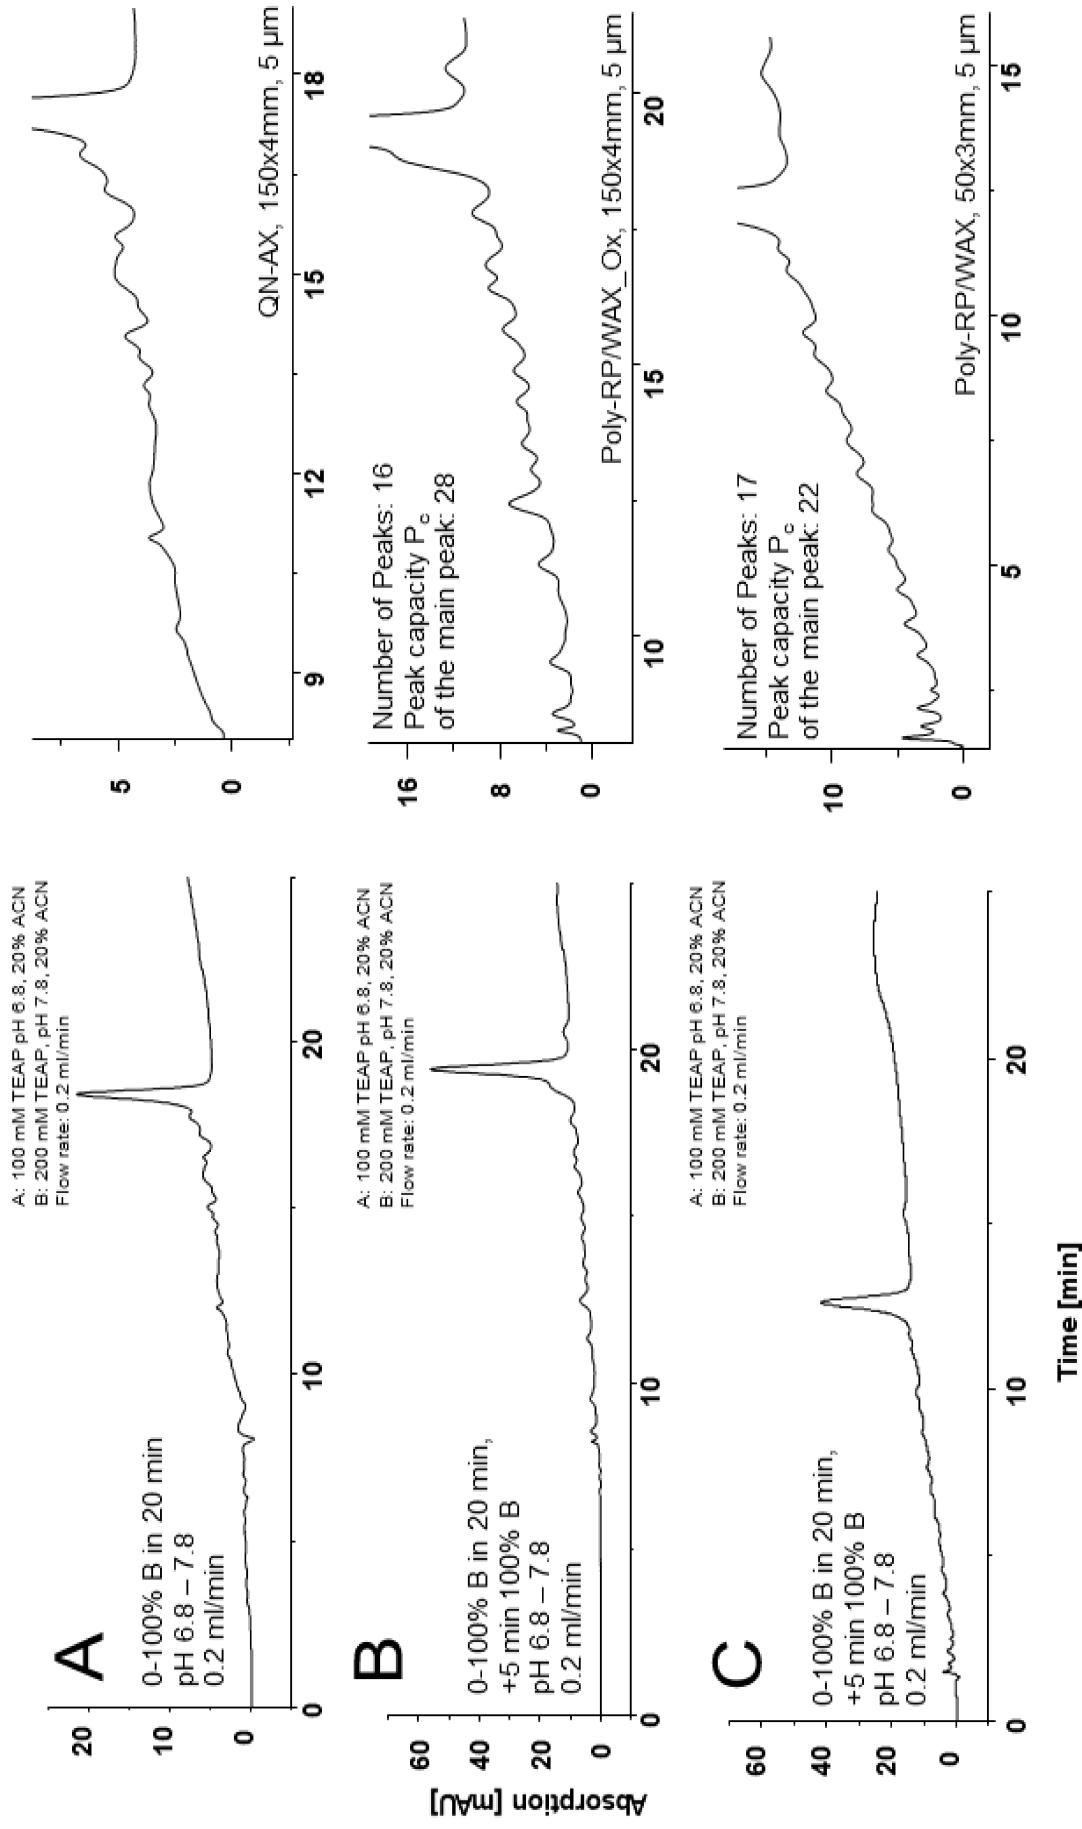 A
0-100% B in 20 min
pH 6.8 – 7.8
0.2 ml/min
A: 100 mM TEAP pH 6.8, 20% ACN
B: 200 mM TEAP, pH 7.8, 20% ACN
Flow rate: 0.2 ml/min
20
10
0
0
10
20
5
0
9
12
15
18
QN-AX, 150x4mm, 5 µm
B
0-100% B in 20 min,
+5 min 100% B
pH 6.8 – 7.8
0.2 ml/min
A: 100 mM TEAP pH 6.8, 20% ACN
B: 200 mM TEAP, pH 7.8, 20% ACN
Flow rate: 0.2 ml/min
60
40
20
0
0
10
20
Absorption [mAU]
Number of Peaks: 16
Peak capacity Pc
of the main peak: 28
16
8
0
10
15
20
Poly-RP/WAX_Ox, 150x4mm, 5 µm
C
0-100% B in 20 min,
+5 min 100% B
pH 6.8 – 7.8
0.2 ml/min
A: 100 mM TEAP pH 6.8, 20% ACN
B: 200 mM TEAP, pH 7.8, 20% ACN
Flow rate: 0.2 ml/min
60
40
20
0
0
10
20
Time [min]
Number of Peaks: 17
Peak capacity Pc
of the main peak: 22
10
0
5
10
15
Poly-RP/WAX, 50x3mm, 5 µm